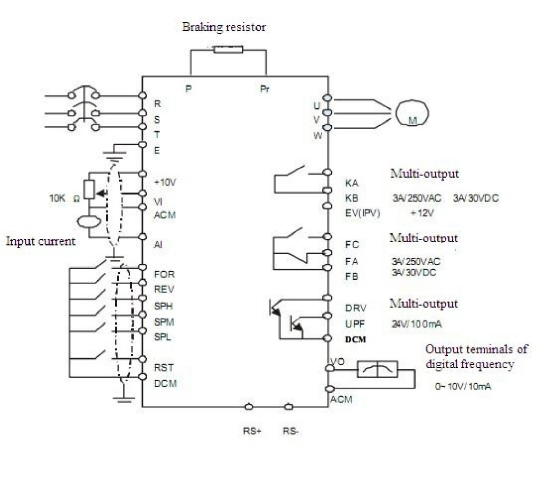 Braking resistor
P Pr
R
S
T
E
+10V
10K Ω
VI
ACM
Input current
AI
FOR
REV
SPH
SPM
SPL
RST
DCM
U
V
W
M
Multi-output
KA
KB 3A/250VAC 3A/30VDC
EV(IPV) +12V
FC Multi-output
FA 3A/250VAC
FB 3A/30VDC
DRV Multi-output
UPF 24V/100mA
DCM
Output terminals of
digital frequency
VO
0~10V/10mA
ACM
RS+ RS-